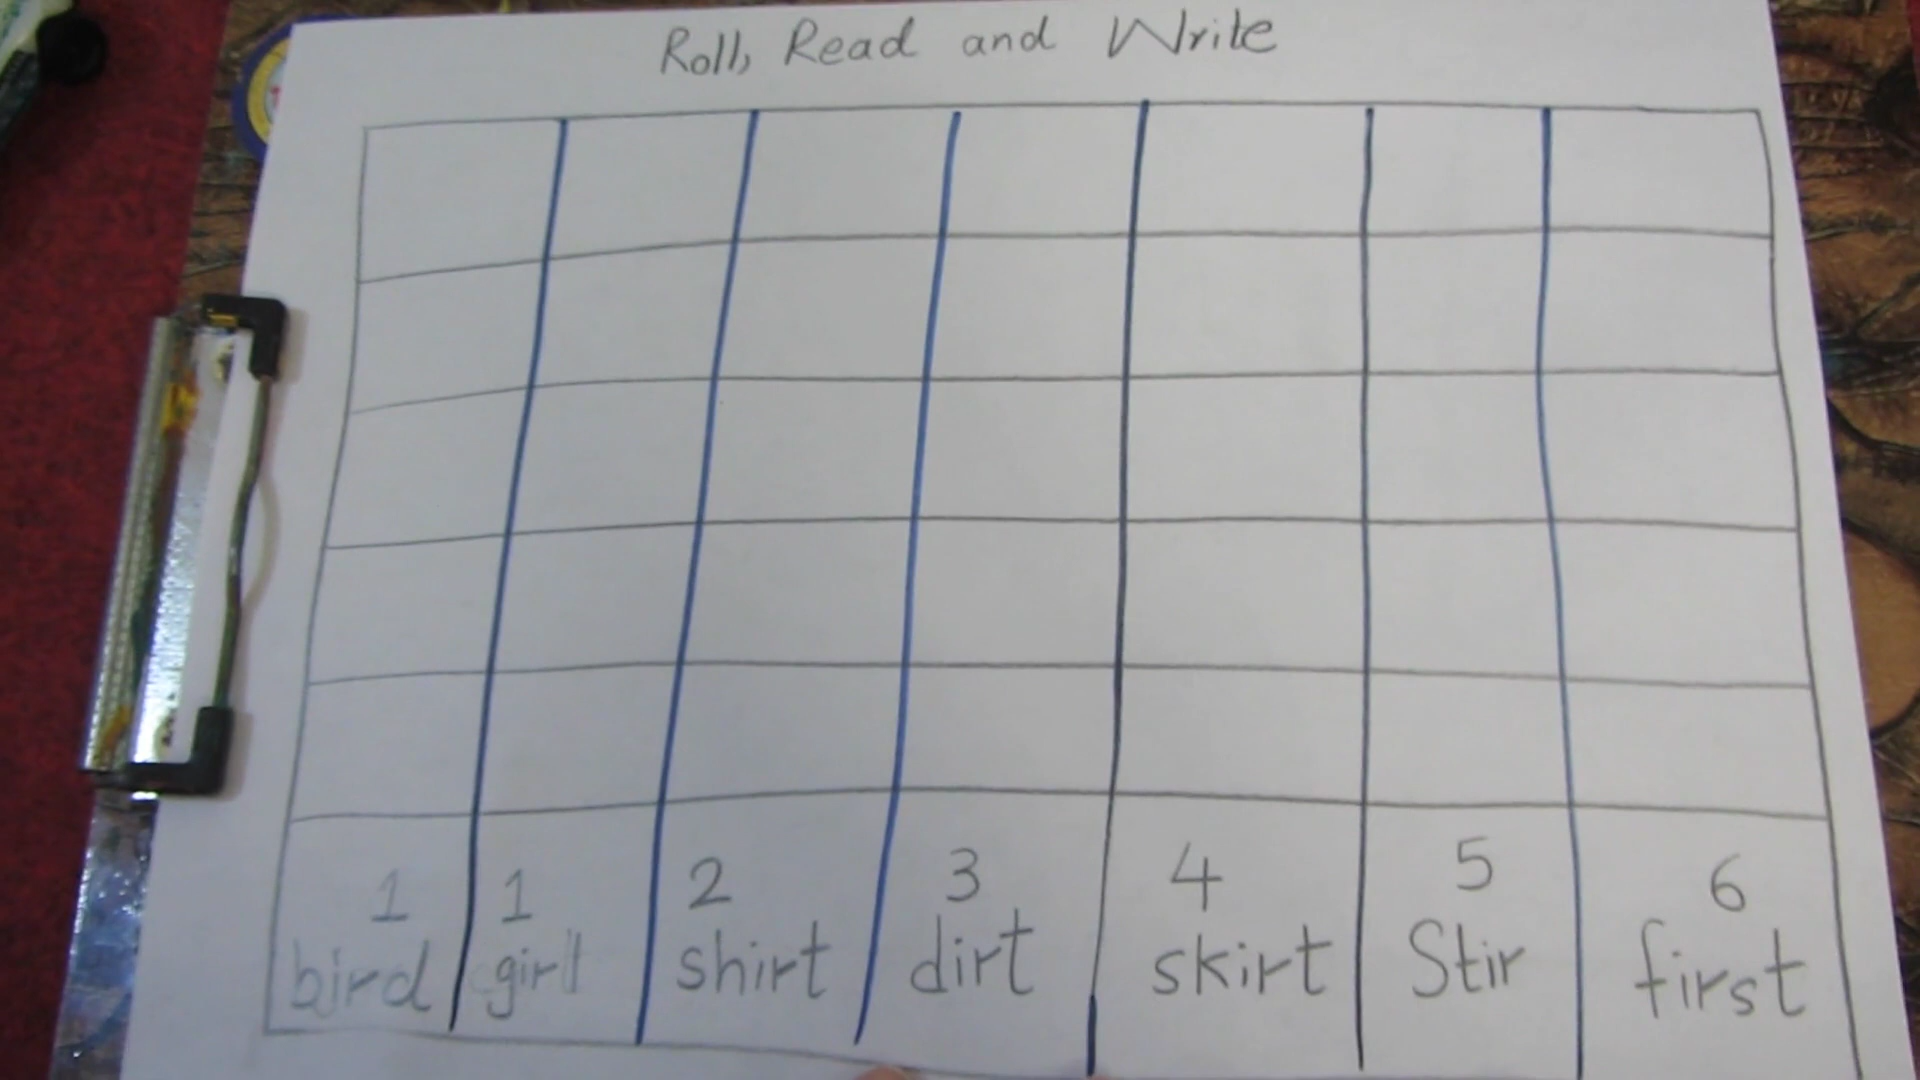 Roll, Read and Write
1 1 2 3 4 5 6
bird girl shirt dirt skirt Stir first